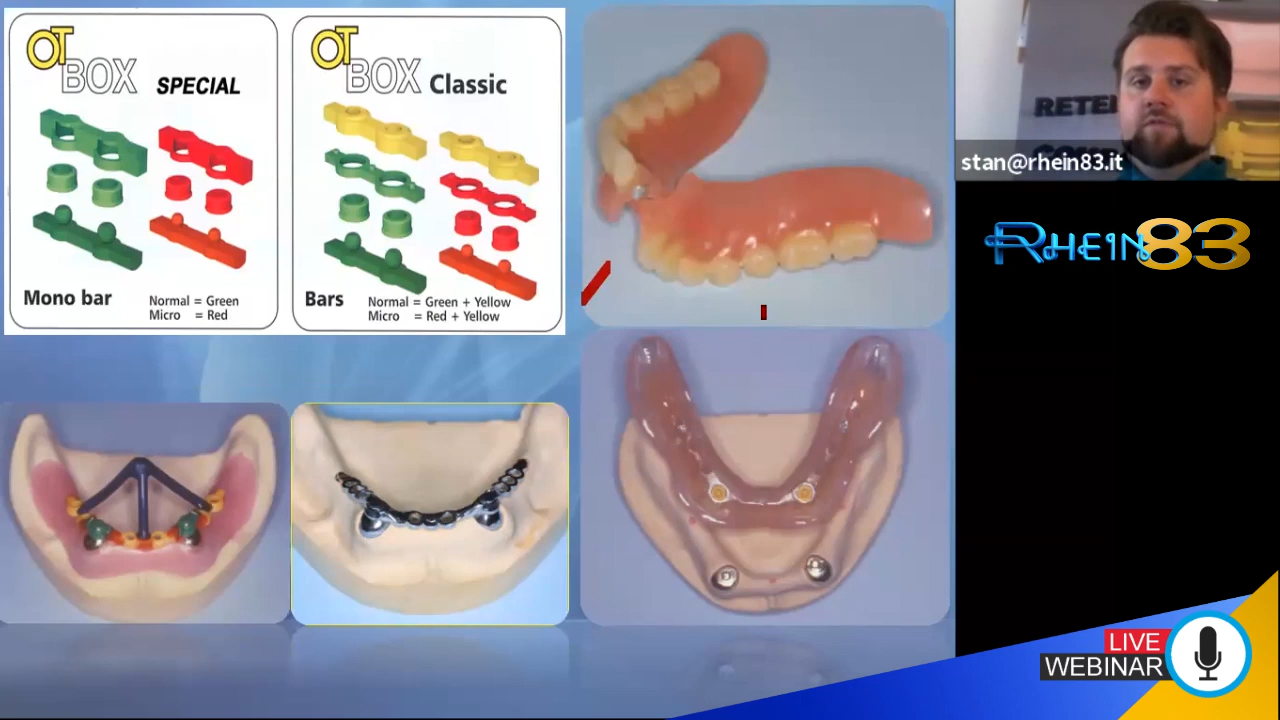 OT
BOX SPECIAL
Mono bar
Normal = Green
Micro = Red
OT
BOX Classic
Bars
Normal = Green + Yellow
Micro = Red + Yellow
stan@rhein83.it
RHEIN83
LIVE
WEBINAR